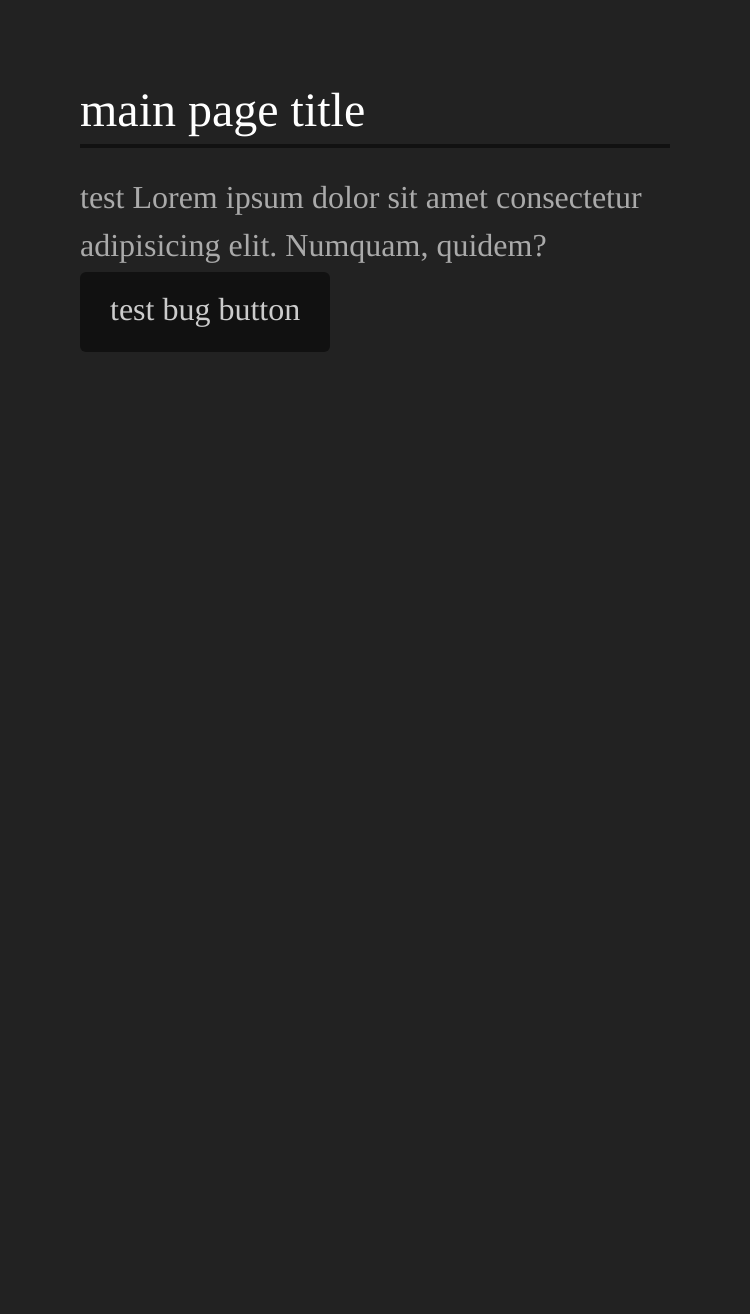 main page title
test Lorem ipsum dolor sit amet consectetur
adipisicing elit. Numquam, quidem?
test bug button